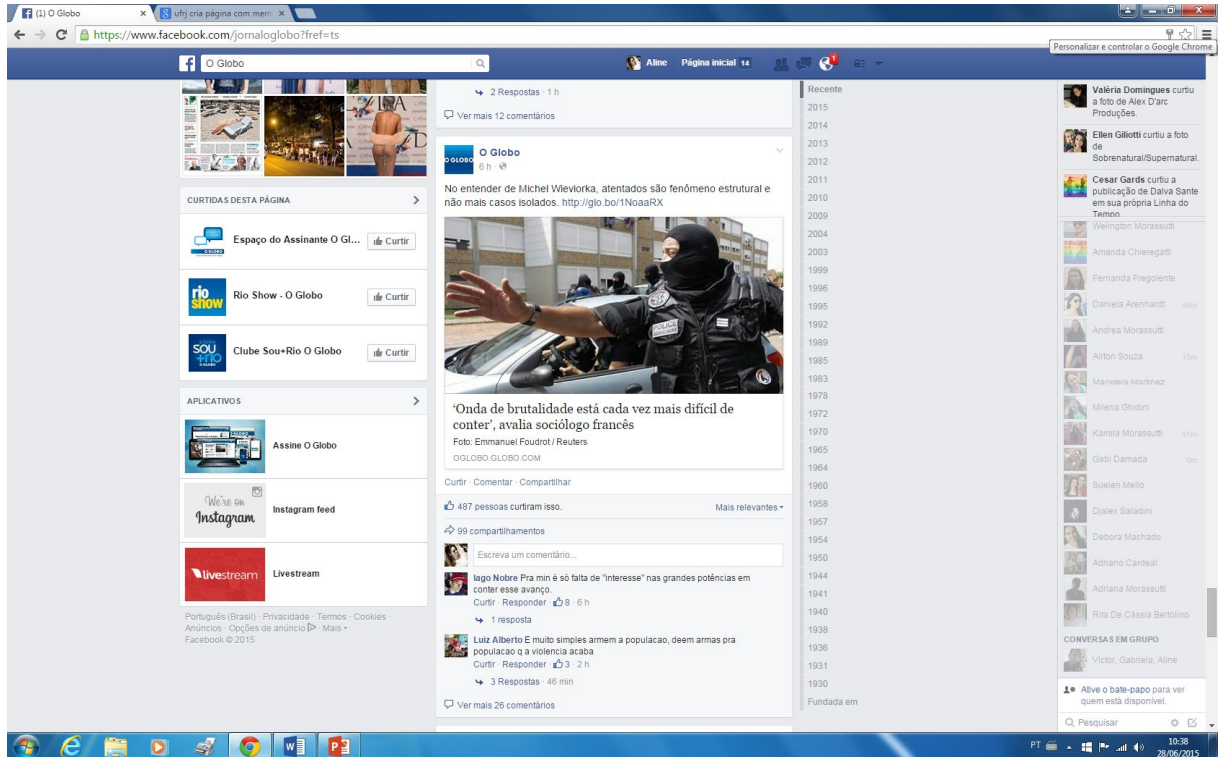 (1) O Globo
ufrj cria página com mem
https://www.facebook.com/jornaloglobo?fref=ts
Personalizar e controlar o Google Chrome
O Globo
Aline
Página inicial 14
1
CURTIDAS DESTA PÁGINA
Espaço do Assinante O Gl...
Curtir
Rio Show - O Globo
Curtir
Clube Sou+Rio O Globo
Curtir
APLICATIVOS
Assine O Globo
We're on
Instagram
Instagram feed
livestream
Livestream
Português (Brasil) · Privacidade · Termos · Cookies ·
Anúncios · Opções de anúncio · Mais
Facebook © 2015
2 Respostas · 1 h
Ver mais 12 comentários
O GLOBO
O Globo
6 h ·
No entender de Michel Wieviorka, atentados são fenômeno estrutural e
não mais casos isolados. http://glo.bo/1NoaaRX
POLICE
‘Onda de brutalidade está cada vez mais difícil de
conter’, avalia sociólogo francês
Foto: Emmanuel Foudrot / Reuters
OGLOBO.GLOBO.COM
Curtir · Comentar · Compartilhar
487 pessoas curtiram isso.
Mais relevantes
99 compartilhamentos
Escreva um comentário...
Iago Nobre Pra min è só falta de "interesse" nas grandes potências em
conter esse avanço.
Curtir · Responder · 8 · 6 h
1 resposta
Luiz Alberto E muito simples armem a populacao, deem armas pra
populacao q a violencia acaba
Curtir · Responder · 3 · 2 h
3 Respostas · 46 min
Ver mais 26 comentários
Recente
2015
2014
2013
2012
2011
2010
2009
2004
2003
1999
1996
1995
1992
1989
1985
1983
1978
1972
1970
1965
1964
1960
1958
1957
1954
1950
1944
1941
1940
1938
1936
1931
1930
Fundada em
Valéria Domingues curtiu
a foto de Alex D'arc
Produções.
Ellen Giliotti curtiu a foto
de
Sobrenatural/Supernatural.
Cesar Gards curtiu a
publicação de Dalva Sante
em sua própria Linha do
Tempo
Welington Morassutti
Amanda Chieregatti
Fernanda Fregolente
Daniela Arenhardt 46m
Andrea Morassutti
Airton Souza 11m
Maristela Martinez
Milena Ghidini
Kamila Morassutti 41m
Gabi Damada 6m
Suelen Mello
Djalex Saladini
Debora Machado
Adriano Cardeal
Adriana Morassutti
Rita De Cássia Bertolino
CONVERSAS EM GRUPO
Victor, Gabriela, Aline
Ative o bate-papo para ver
quem está disponível.
Pesquisar
PT
10:38
28/06/2015